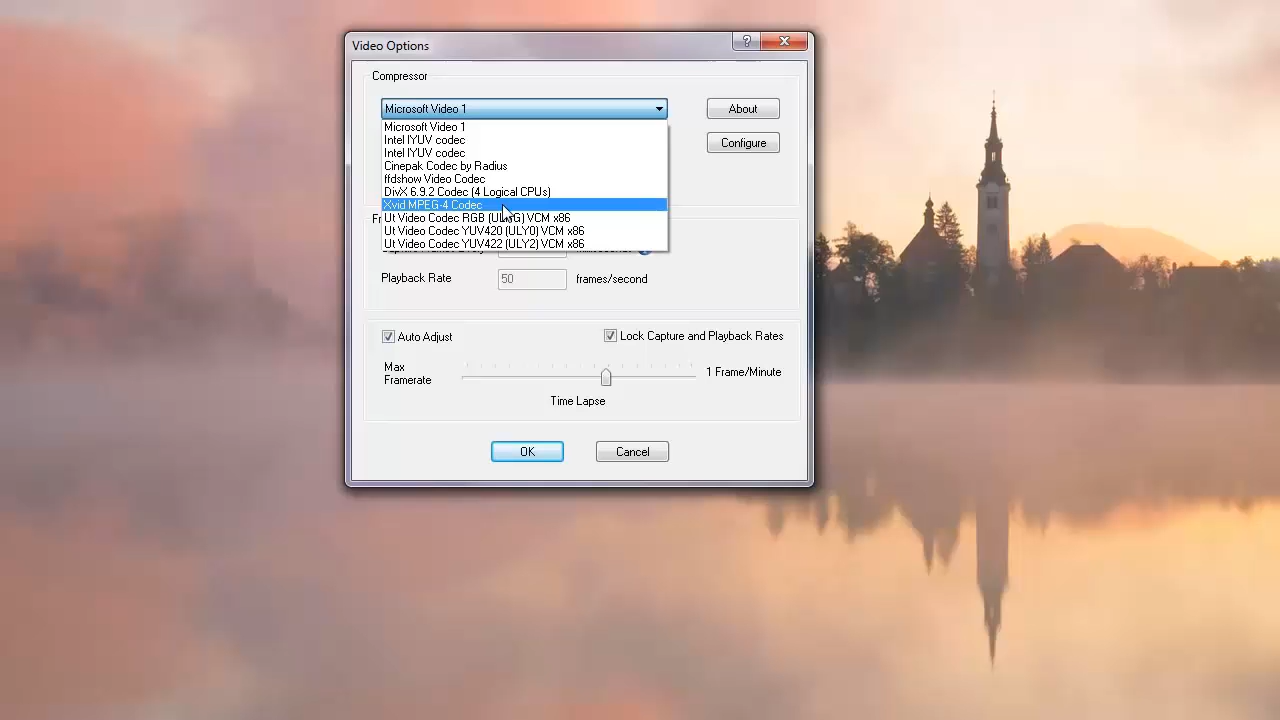 Video Options
?
Compressor
Microsoft Video 1
About
Microsoft Video 1
Intel IYUV codec
Configure
Intel IYUV codec
Cinepak Codec by Radius
ffdshow Video Codec
DivX 6.9.2 Codec (4 Logical CPUs)
Xvid MPEG-4 Codec
Ut Video Codec RGB (ULRG) VCM x86
Ut Video Codec YUV420 (ULY0) VCM x86
Ut Video Codec YUV422 (ULY2) VCM x86
Playback Rate 50 frames/second
Auto Adjust
Lock Capture and Playback Rates
Max
Framerate
1 Frame/Minute
Time Lapse
OK
Cancel